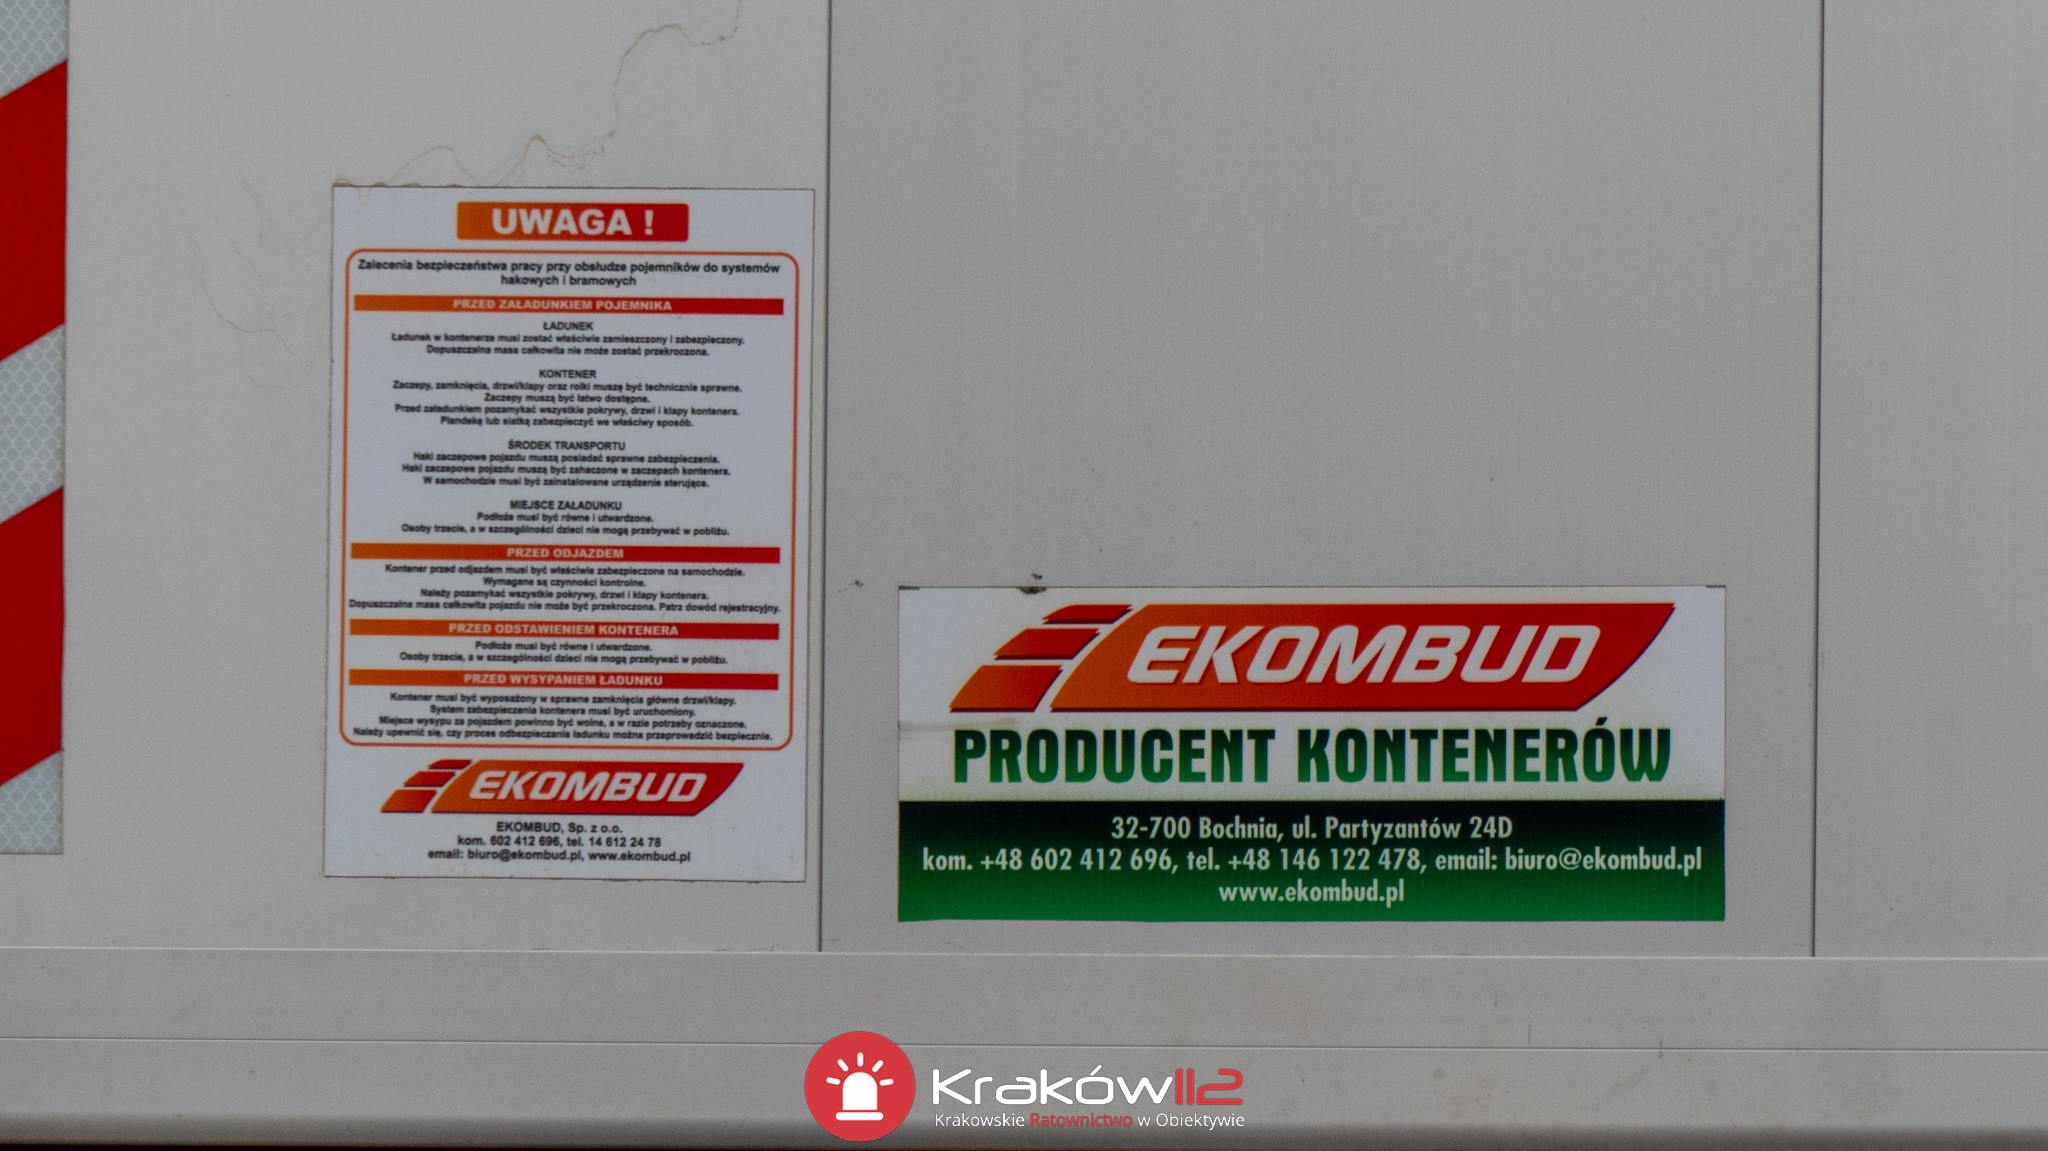 UWAGA !
Zalecenia bezpieczeństwa pracy przy obsłudze pojemników do systemów
hakowych i bramowych
PRZED ZAŁADUNKIEM POJEMNIKA
ŁADUNEK
Ładunek w kontenerze musi zostać właściwie zamieszczony i zabezpieczony.
Dopuszczalna masa całkowita nie może zostać przekroczona.
KONTENER
Zaczepy, zamknięcia, drzwi/klapy oraz rolki muszę być technicznie sprawne.
Zaczepy muszą być łatwo dostępne.
Przed załadunkiem pozamykać wszystkie pokrywy, drzwi i klapy kontenera.
Plandeką lub siatką zabezpieczyć we właściwy sposób.
ŚRODEK TRANSPORTU
Haki zaczepowe pojazdu muszą posiadać sprawne zabezpieczenia.
Haki zaczepowe pojazdu muszą być zahaczone w zaczepach kontenera.
W samochodzie musi być zainstalowane urządzenie sterujące.
MIEJSCE ZAŁADUNKU
Podłoże musi być równe i utwardzone.
Osoby trzecie, a w szczególności dzieci nie mogą przebywać w pobliżu.
PRZED ODJAZDEM
Kontener przed odjazdem musi być właściwie zabezpieczone na samochodzie.
Wymagane są czynności kontrolne.
Należy pozamykać wszystkie pokrywy, drzwi i klapy kontenera.
Dopuszczalna masa całkowita pojazdu nie może być przekroczona. Patrz dowód rejestracyjny.
PRZED ODSTAWIENIEM KONTENERA
Podłoże musi być równe i utwardzone.
Osoby trzecie, a w szczególności dzieci nie mogą przebywać w pobliżu.
PRZED WYSYPANIEM ŁADUNKU
Kontener musi być wyposażony w sprawne zamknięcia główne drzwi/klapy.
System zabezpieczenia kontenera musi być uruchomiony.
Miejsce wysypu za pojazdem powinno być wolne, a w razie potrzeby oznaczone.
Należy upewnić się, czy proces odbezpieczania ładunku można przeprowadzić bezpiecznie.
EKOMBUD
EKOMBUD, Sp. z o.o.
kom. 602 412 696, tel. 14 612 24 78
email: biuro@ekombud.pl, www.ekombud.pl
EKOMBUD
PRODUCENT KONTENERÓW
32-700 Bochnia, ul. Partyzantów 24D
kom. +48 602 412 696, tel. +48 146 122 478, email: biuro@ekombud.pl
www.ekombud.pl
Kraków112
Krakowskie Ratownictwo w Obiektywie